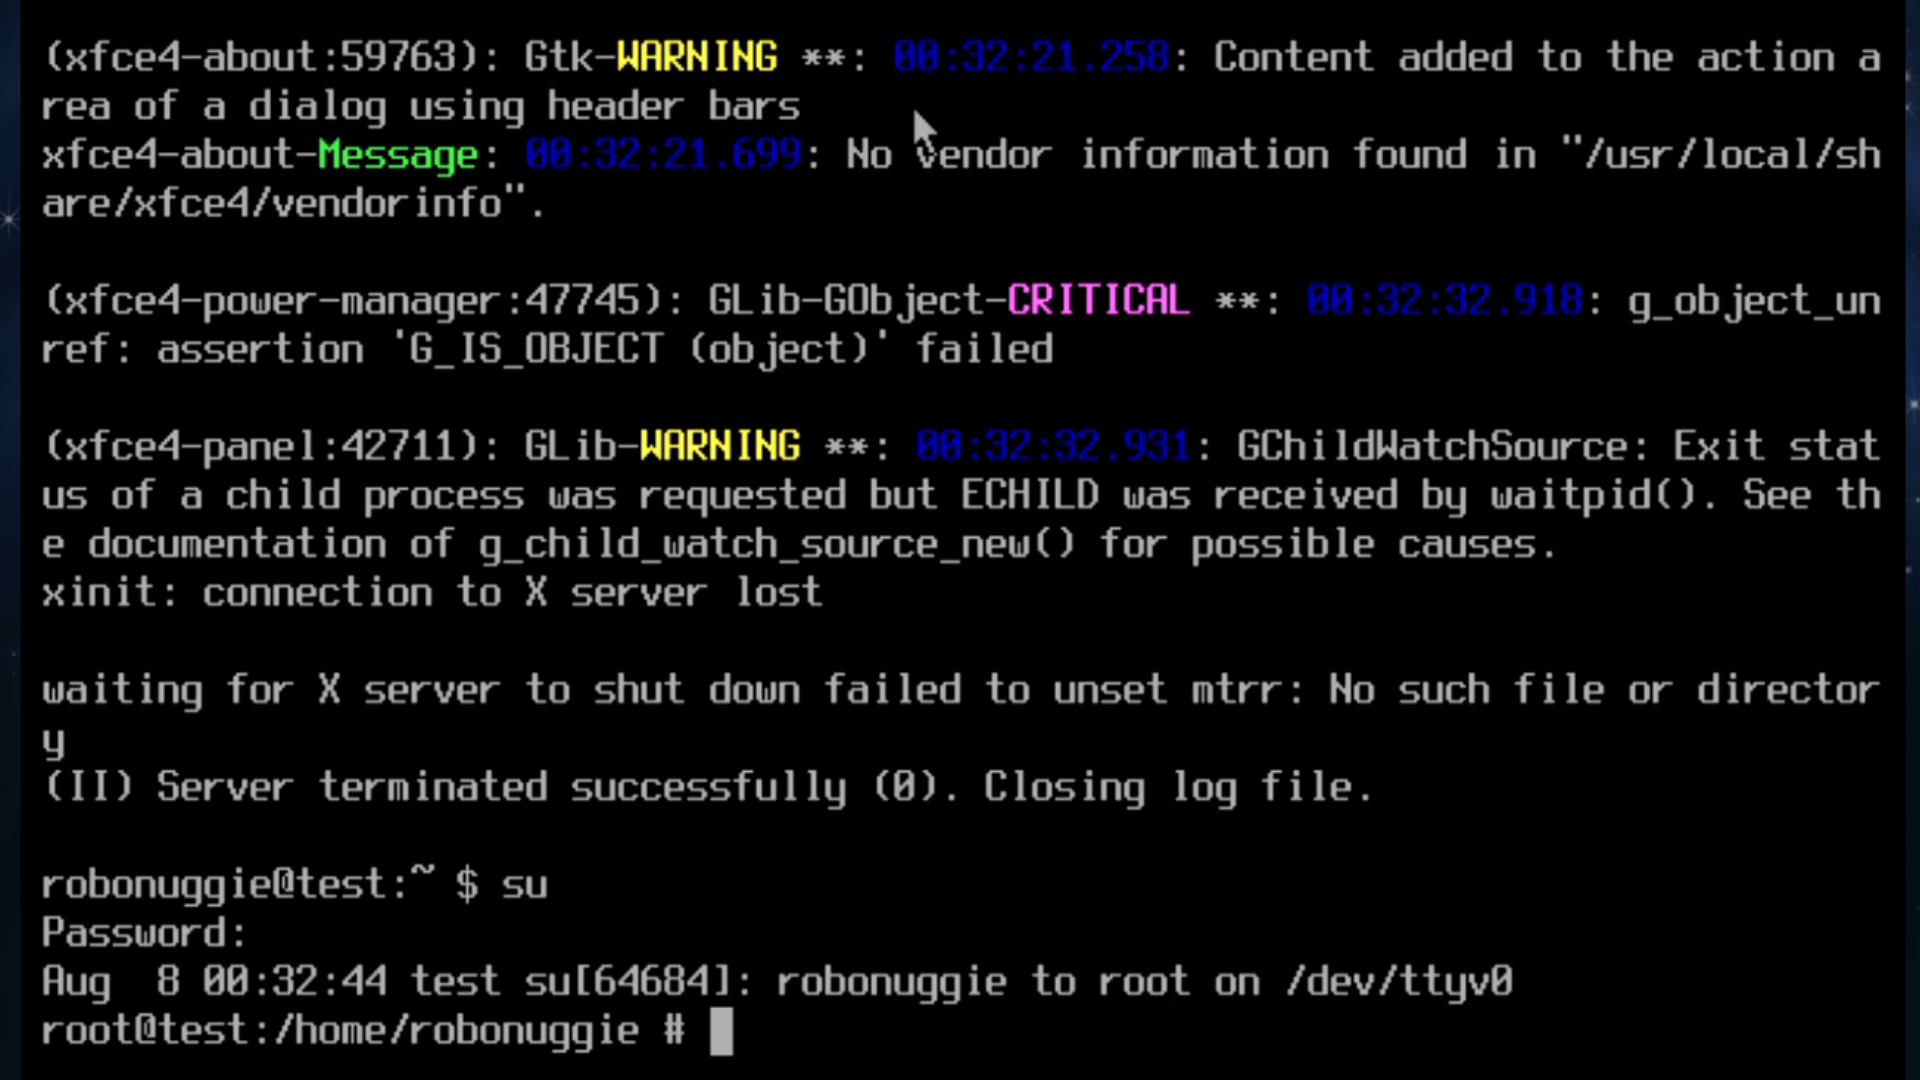 (xfce4-about:59763): Gtk-WARNING **: 00:32:21.258: Content added to the action a
rea of a dialog using header bars
xfce4-about-Message: 00:32:21.699: No vendor information found in "/usr/local/sh
are/xfce4/vendorinfo".
(xfce4-power-manager:47745): GLib-GObject-CRITICAL **: 00:32:32.918: g_object_un
ref: assertion 'G_IS_OBJECT (object)' failed
(xfce4-panel:42711): GLib-WARNING **: 00:32:32.931: GChildWatchSource: Exit stat
us of a child process was requested but ECHILD was received by waitpid(). See th
e documentation of g_child_watch_source_new() for possible causes.
xinit: connection to X server lost
waiting for X server to shut down failed to unset mtrr: No such file or director
y
(II) Server terminated successfully (0). Closing log file.
robonuggie@test:~ $ su
Password:
Aug  8 00:32:44 test su[64684]: robonuggie to root on /dev/ttyv0
root@test:/home/robonuggie #